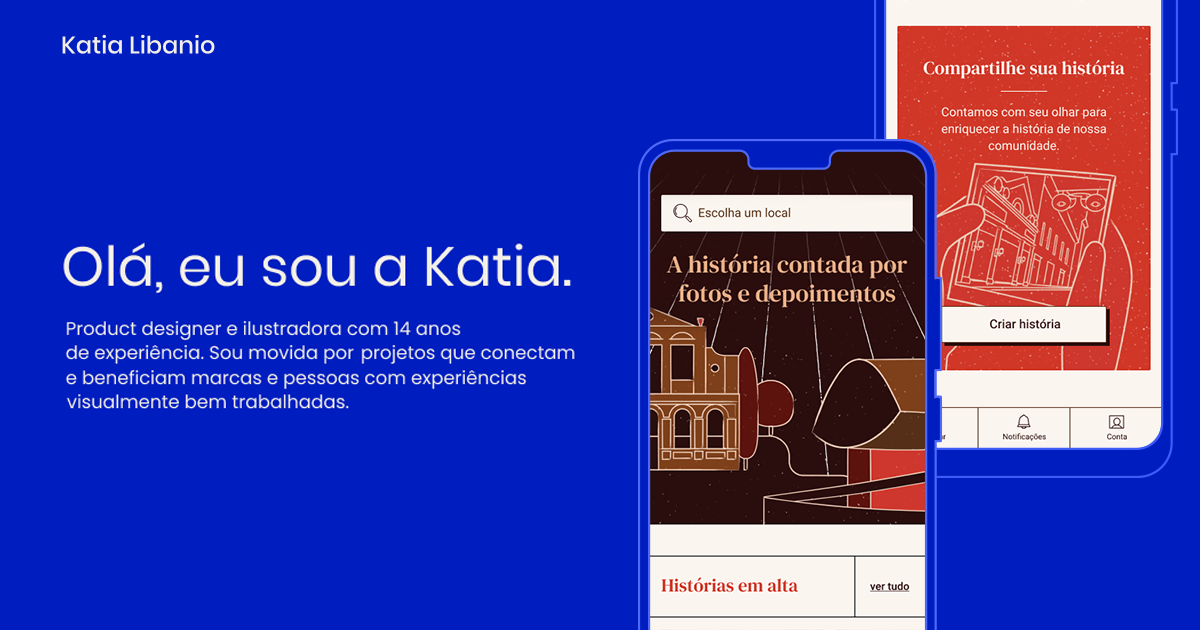 Katia Libanio
Olá, eu sou a Katia.
Product designer e ilustradora com 14 anos
de experiência. Sou movida por projetos que conectam
e beneficiam marcas e pessoas com experiências
visualmente bem trabalhadas.
Escolha um local
A história contada por
fotos e depoimentos
Histórias em alta
ver tudo
Compartilhe sua história
Contamos com seu olhar para
enriquecer a história de nossa
comunidade.
Criar história
Notificações
Conta